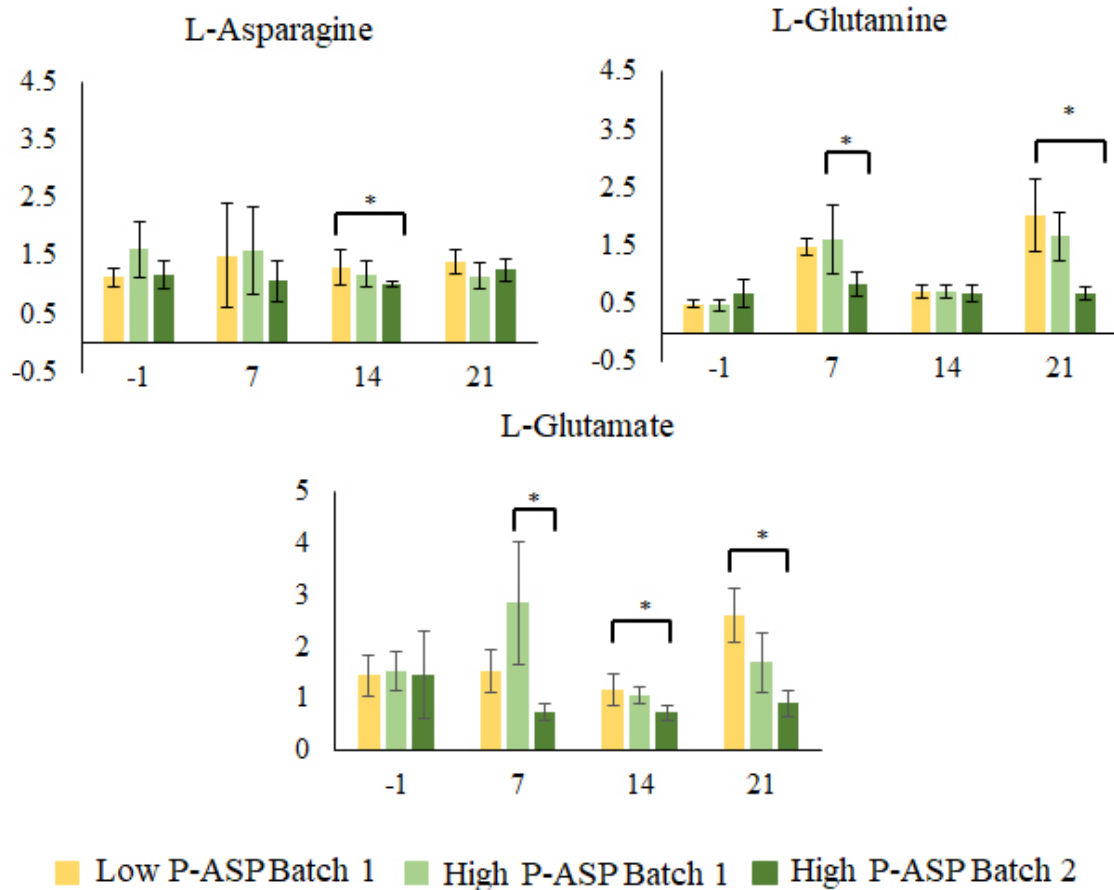 L-Asparagine
4.5
3.5
2.5
1.5
0.5
-0.5
*
-1 7 14 21
L-Glutamine
4.5
3.5
2.5
1.5
0.5
-0.5
* *
-1 7 14 21
L-Glutamate
5
4
3
2
1
0
* * *
-1 7 14 21
Low P-ASP Batch 1 High P-ASP Batch 1 High P-ASP Batch 2